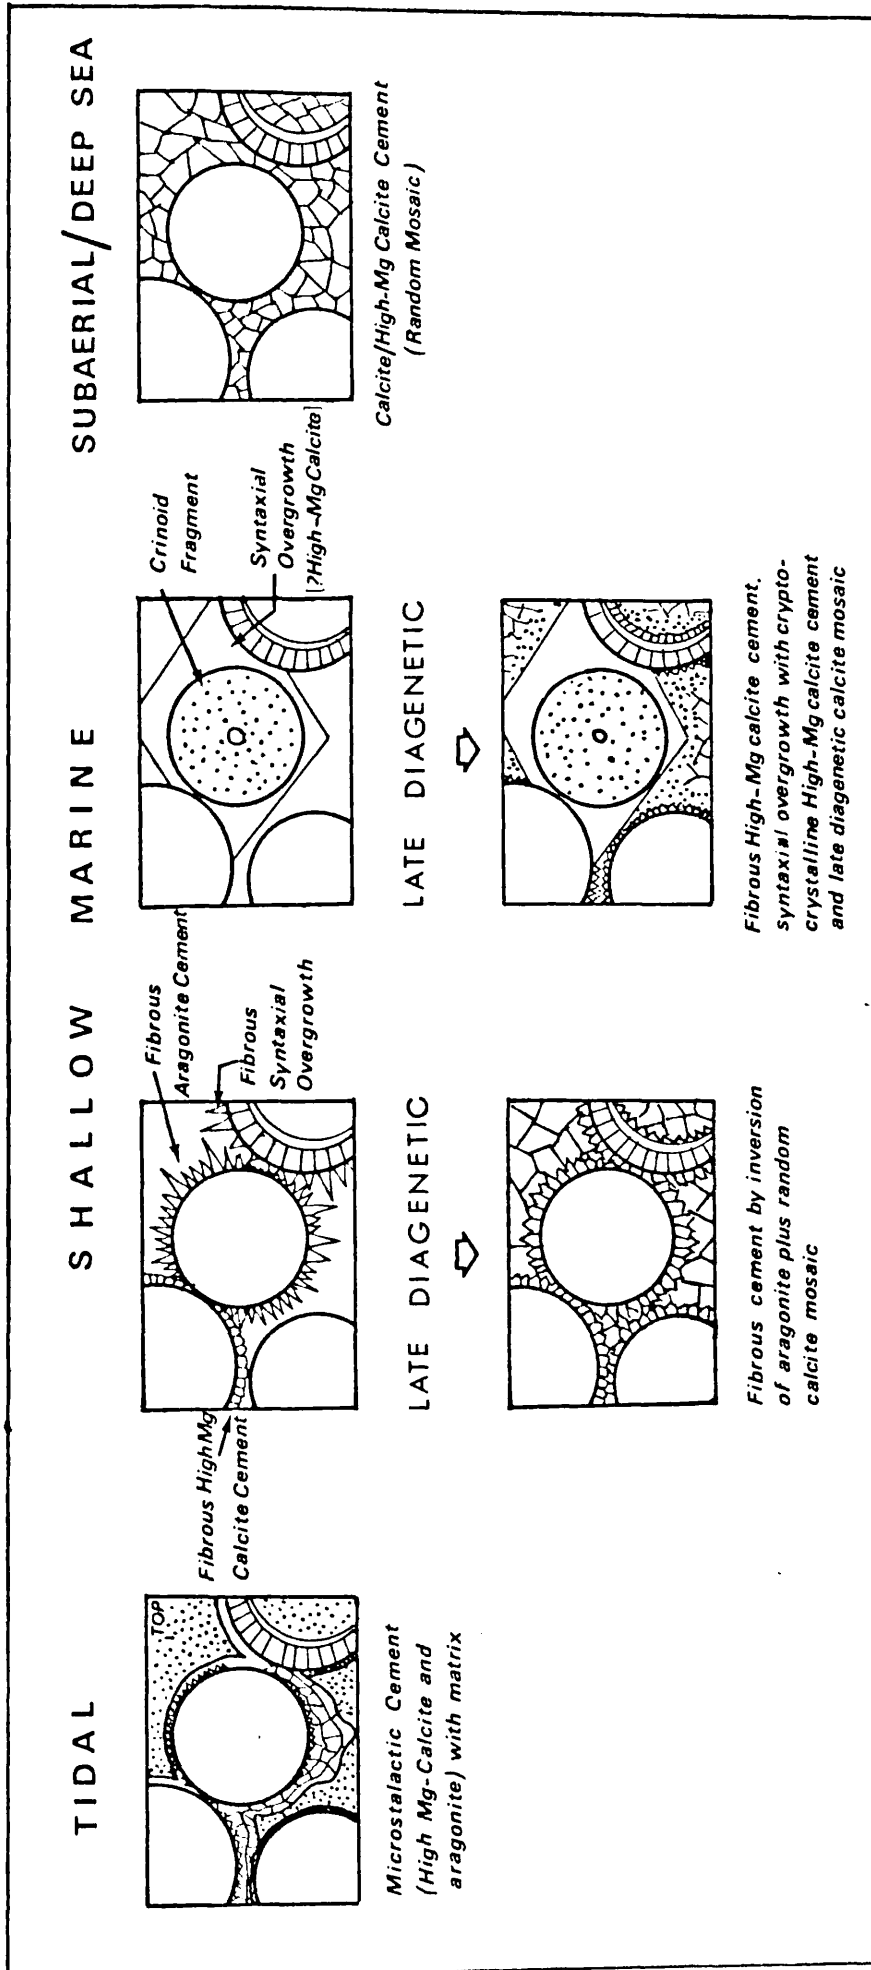 TIDAL
SHALLOW MARINE
SUBAERIAL/DEEP SEA
TOP
Microstalactic Cement
(High Mg-Calcite and
aragonite) with matrix
Fibrous High Mg
Calcite Cement
Fibrous
Aragonite Cement
Fibrous
Syntaxial
Overgrowth
LATE DIAGENETIC
Fibrous cement by inversion
of aragonite plus random
calcite mosaic
Crinoid
Fragment
Syntaxial
Overgrowth
[?High-Mg Calcite]
LATE DIAGENETIC
Fibrous High-Mg calcite cement.
syntaxial overgrowth with crypto-
crystalline High-Mg calcite cement
and late diagenetic calcite mosaic
Calcite/High-Mg Calcite Cement
(Random Mosaic)